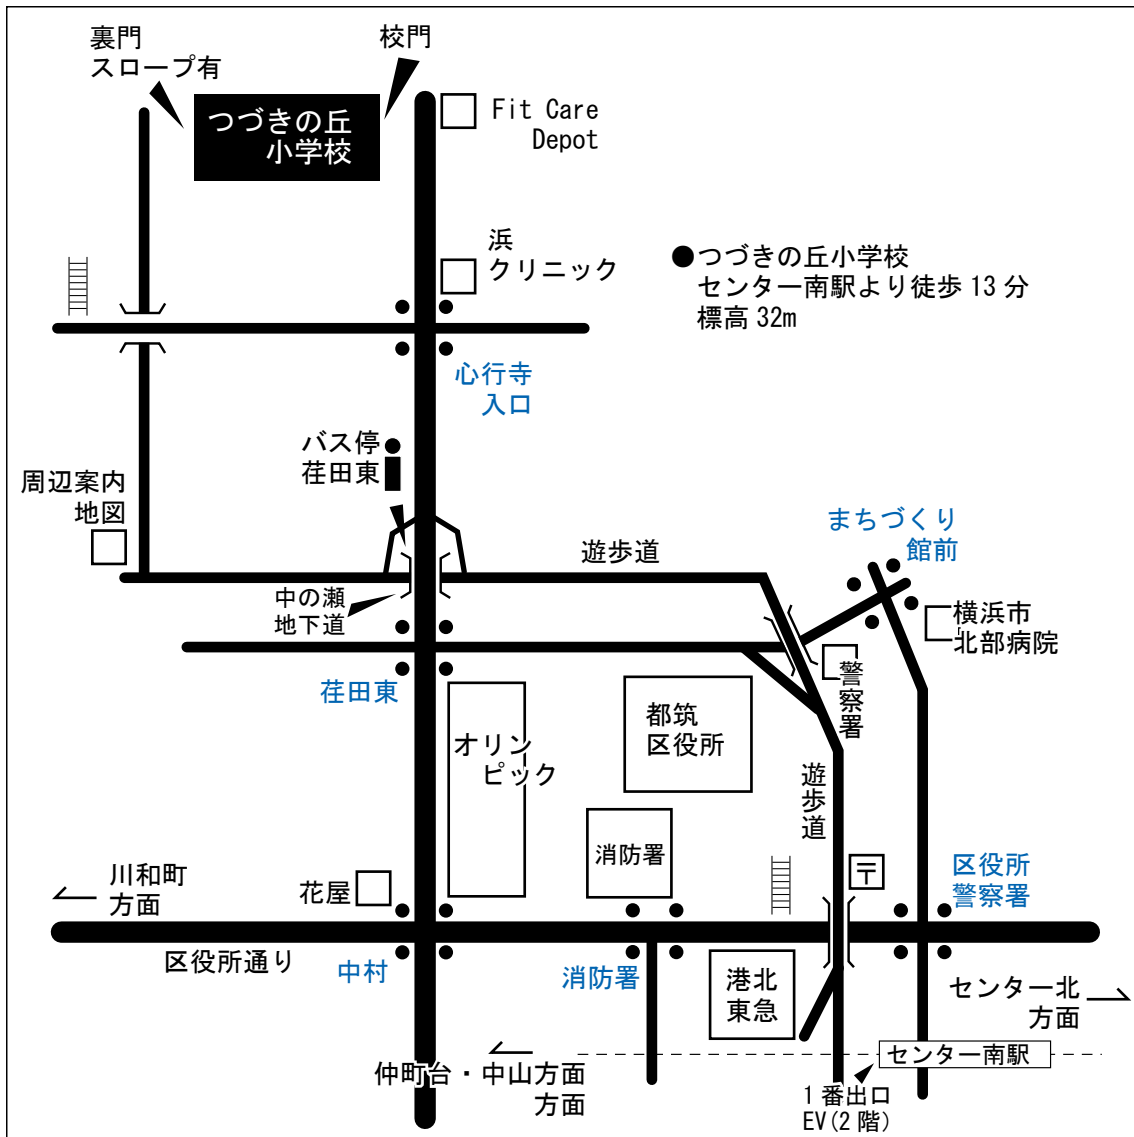 裏門
スロープ有
校門
つづきの丘
小学校
Fit Care
Depot
浜
クリニック
●つづきの丘小学校
センター南駅より徒歩 13 分
標高 32m
心行寺
入口
バス停
荏田東
周辺案内
地図
まちづくり
館前
遊歩道
中の瀬
地下道
横浜市
北部病院
荏田東
警察署
都筑
区役所
オリン
ピック
遊歩道
消防署
〒
区役所
警察署
川和町
方面
花屋
区役所通り
中村
消防署
港北
東急
センター北
方面
センター南駅
仲町台・中山方面
方面
1 番出口
EV(2 階)